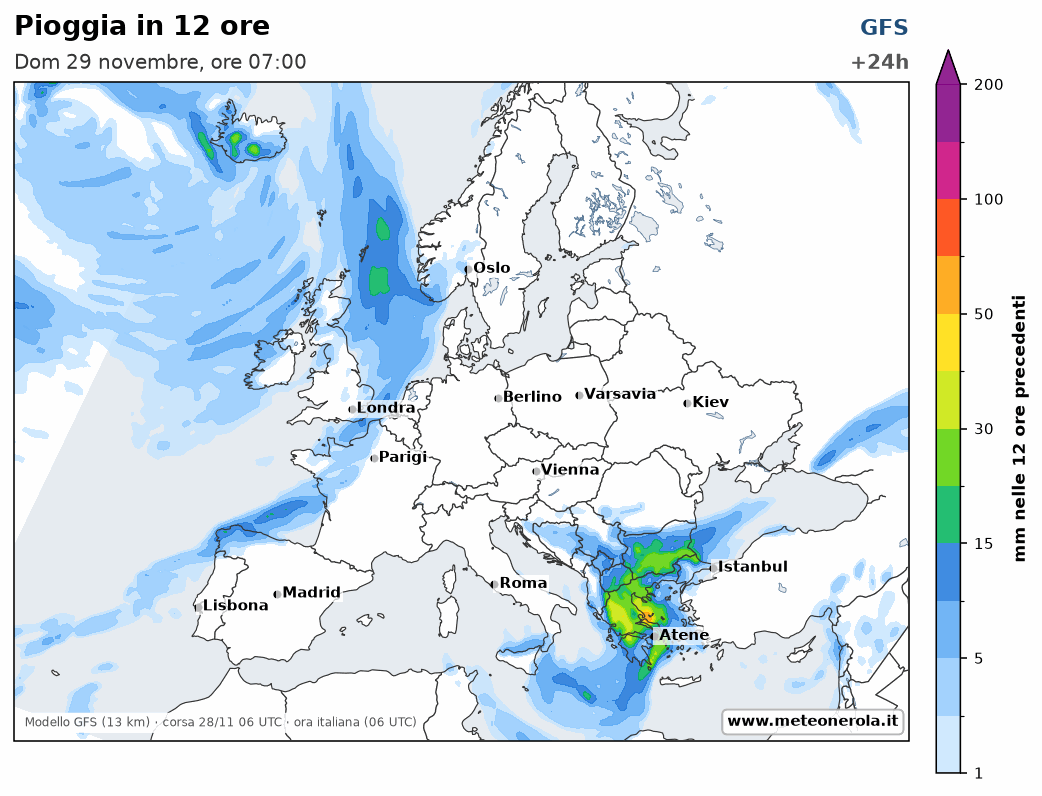 Pioggia in 12 ore
GFS
Dom 29 novembre, ore 07:00
+24h
200
100
50
30
15
5
1
mm nelle 12 ore precedenti
Oslo
Berlino
Varsavia
Kiev
Londra
Parigi
Vienna
Istanbul
Roma
Madrid
Lisbona
Atene
Modello GFS (13 km) · corsa 28/11 06 UTC · ora italiana (06 UTC)
www.meteonerola.it